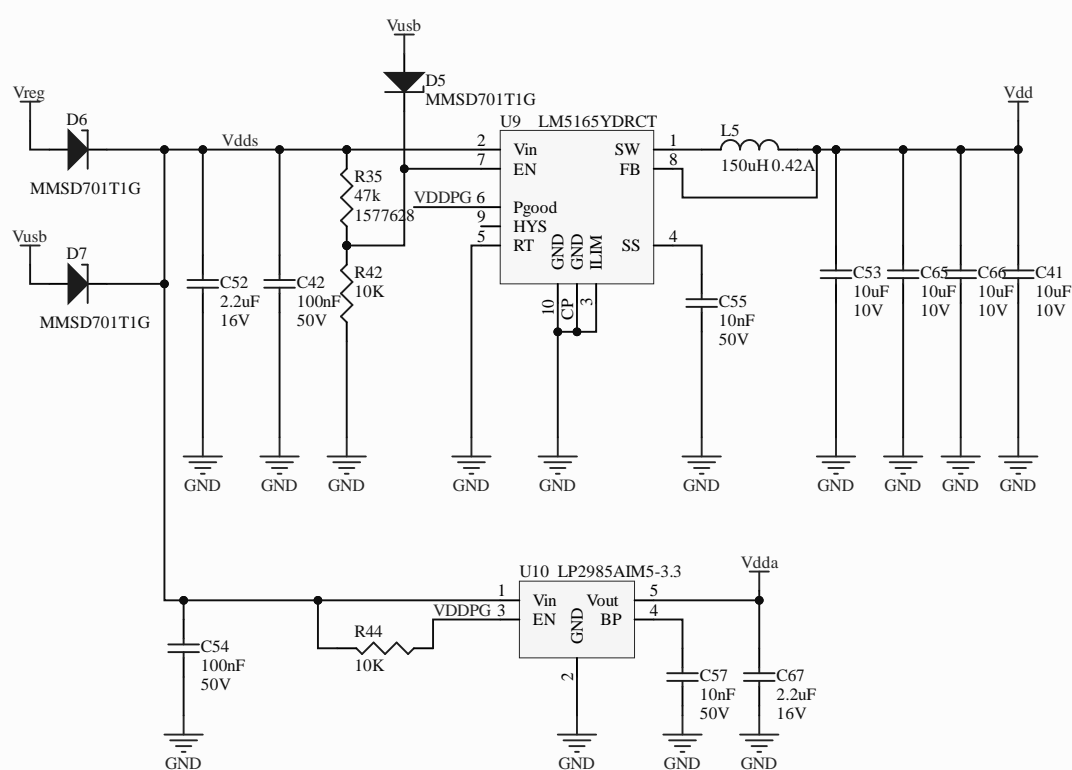 Vusb
D5
MMSD701T1G
Vreg
D6
MMSD701T1G
Vdds
Vusb
D7
MMSD701T1G
C52
2.2uF
16V
GND
C42
100nF
50V
GND
R35
47k
1577628
R42
10K
GND
U9 LM5165YDRCT
2 Vin
7 EN
VDDPG 6 Pgood
9 HYS
5 RT
SW 1
FB 8
SS 4
GND
GND
ILIM
10
CP
3
GND
GND
L5
150uH 0.42A
C55
10nF
50V
GND
Vdd
C53
10uF
10V
GND
C65
10uF
10V
GND
C66
10uF
10V
GND
C41
10uF
10V
GND
U10 LP2985AIM5-3.3
1 Vin
VDDPG 3 EN
Vout 5
BP 4
GND
2
GND
R44
10K
C54
100nF
50V
GND
C57
10nF
50V
GND
Vdda
C67
2.2uF
16V
GND